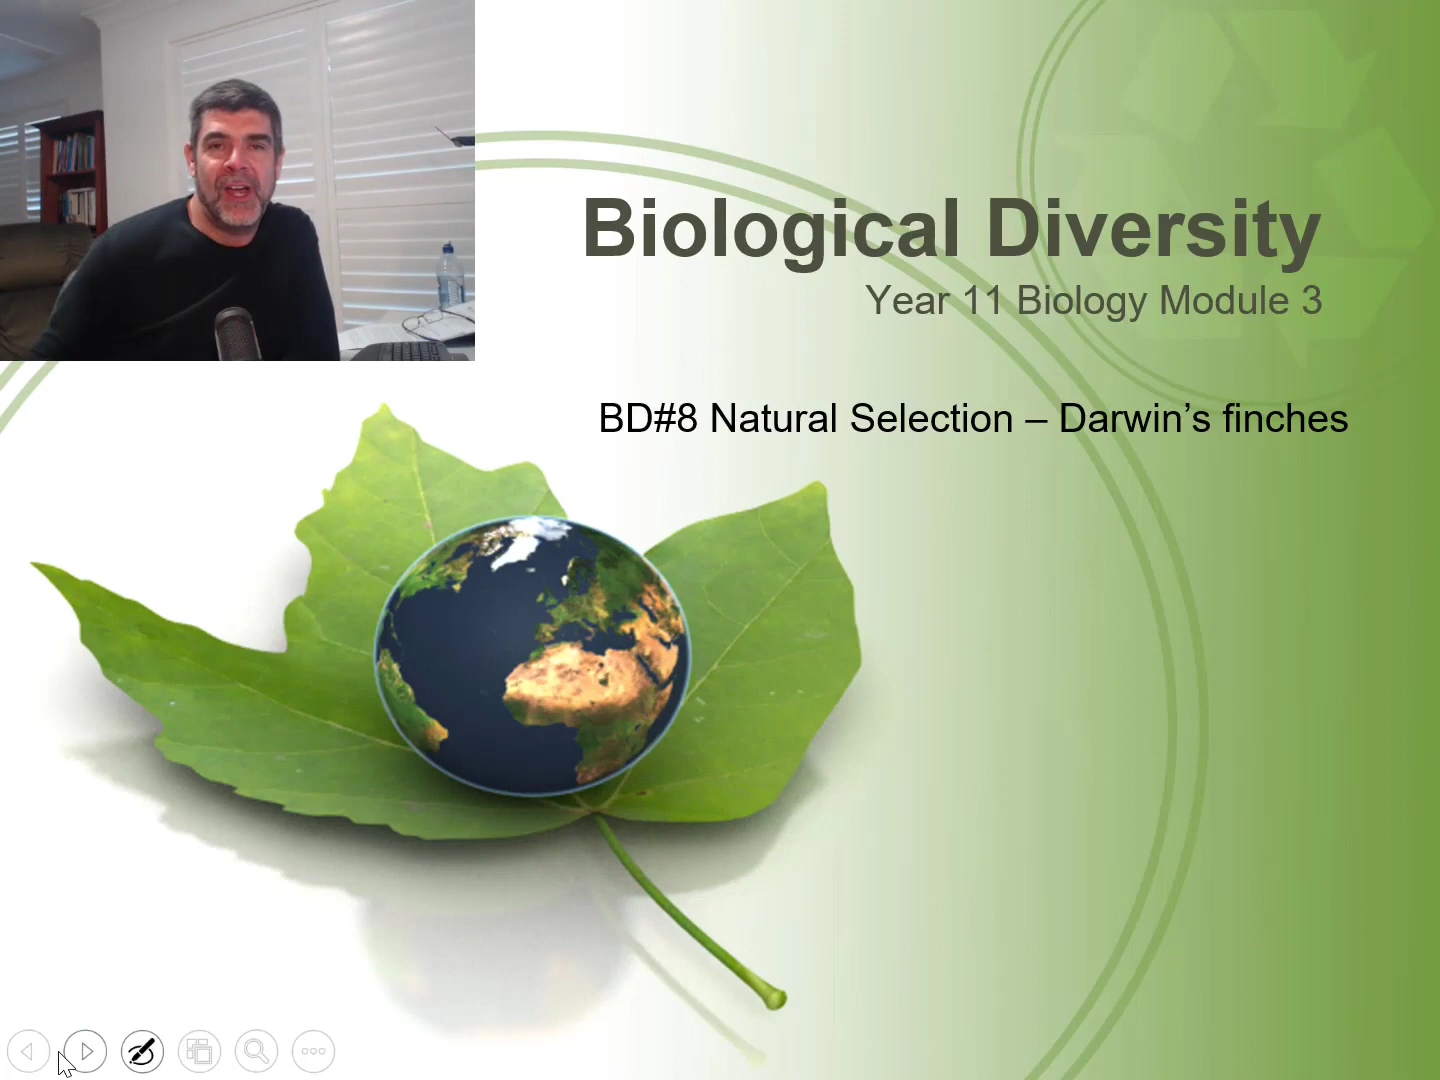 Biological Diversity
Year 11 Biology Module 3
BD#8 Natural Selection – Darwin’s finches